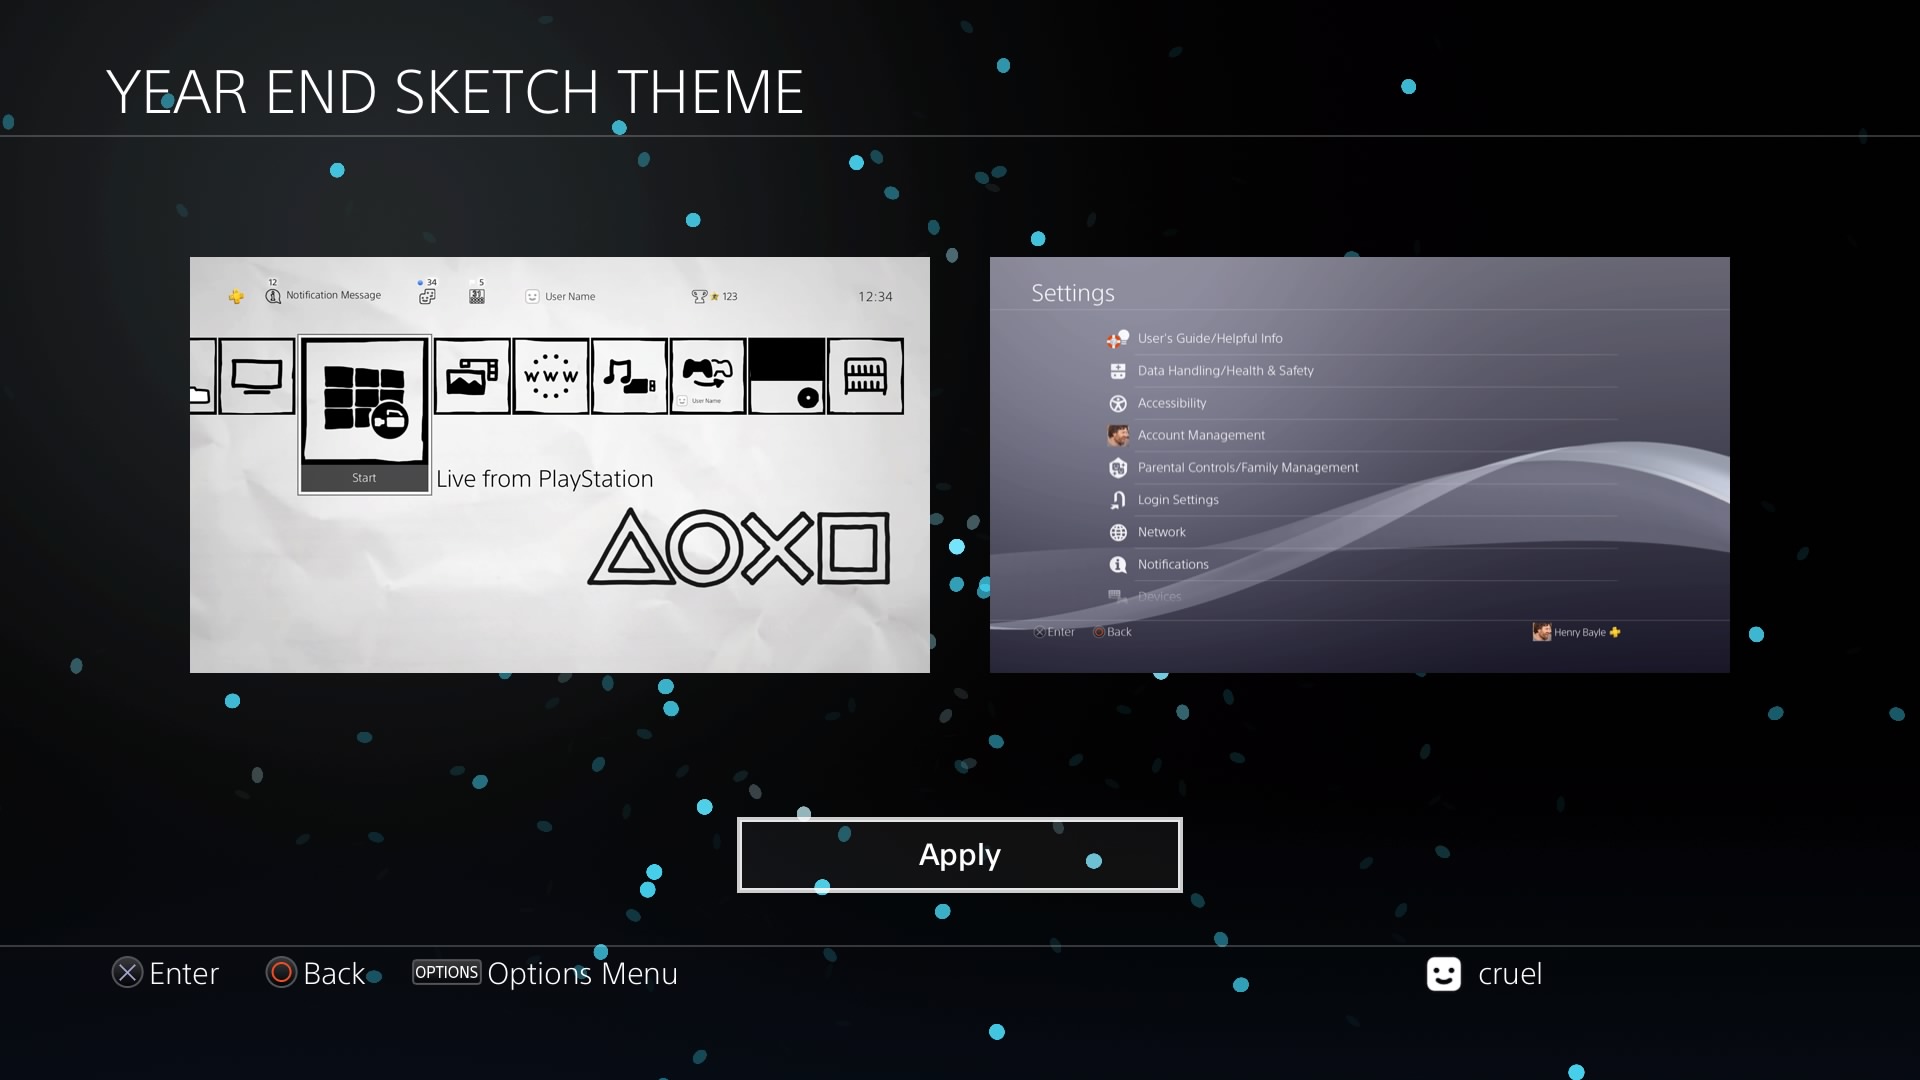 YEAR END SKETCH THEME
12
Notification Message
34
31
5
User Name
123
12:34
WWW
User Name
Start
Live from PlayStation
Settings
User's Guide/Helpful Info
Data Handling/Health & Safety
Accessibility
Account Management
Parental Controls/Family Management
Login Settings
Network
Notifications
Devices
Enter Back
Henry Bayle
Apply
Enter Back OPTIONS Options Menu
cruel